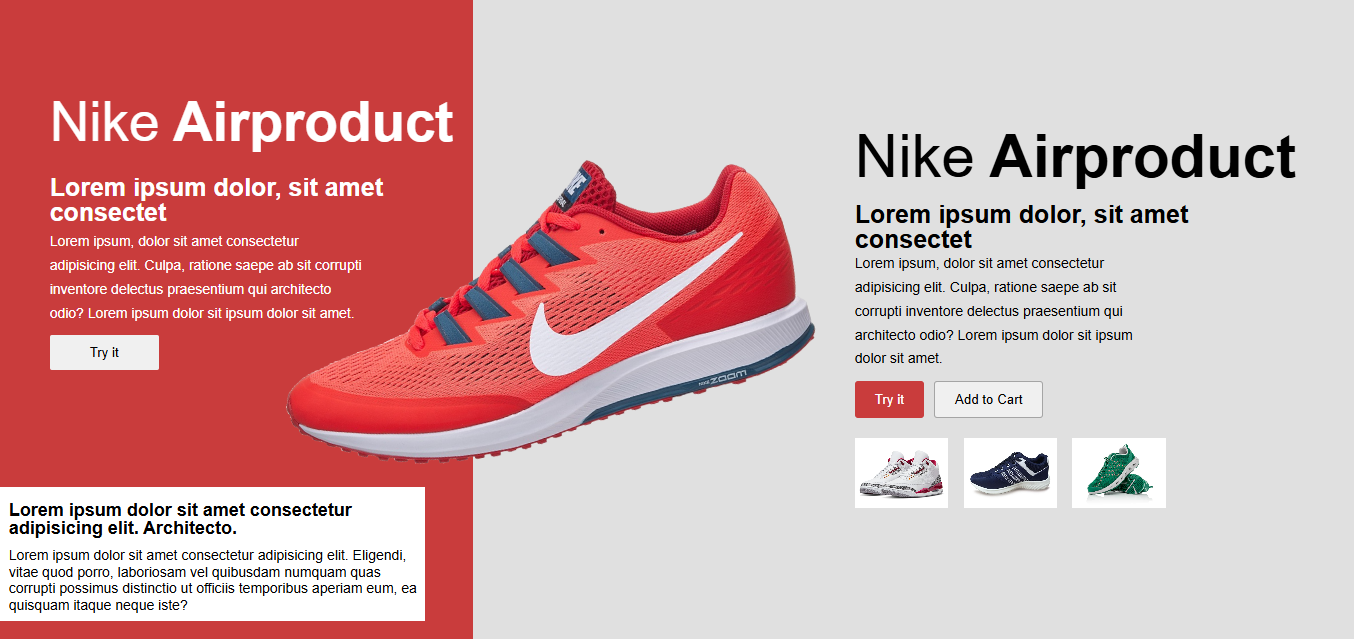 Nike Airproduct
Lorem ipsum dolor, sit amet
consectet
Lorem ipsum, dolor sit amet consectetur
adipisicing elit. Culpa, ratione saepe ab sit corrupti
inventore delectus praesentium qui architecto
odio? Lorem ipsum dolor sit ipsum dolor sit amet.
Try it
Lorem ipsum dolor sit amet consectetur
adipisicing elit. Architecto.
Lorem ipsum dolor sit amet consectetur adipisicing elit. Eligendi,
vitae quod porro, laboriosam vel quibusdam numquam quas
corrupti possimus distinctio ut officiis temporibus aperiam eum, ea
quisquam itaque neque iste?
ZOOM
Nike Airproduct
Lorem ipsum dolor, sit amet
consectet
Lorem ipsum, dolor sit amet consectetur
adipisicing elit. Culpa, ratione saepe ab sit
corrupti inventore delectus praesentium qui
architecto odio? Lorem ipsum dolor sit ipsum
dolor sit amet.
Try it
Add to Cart